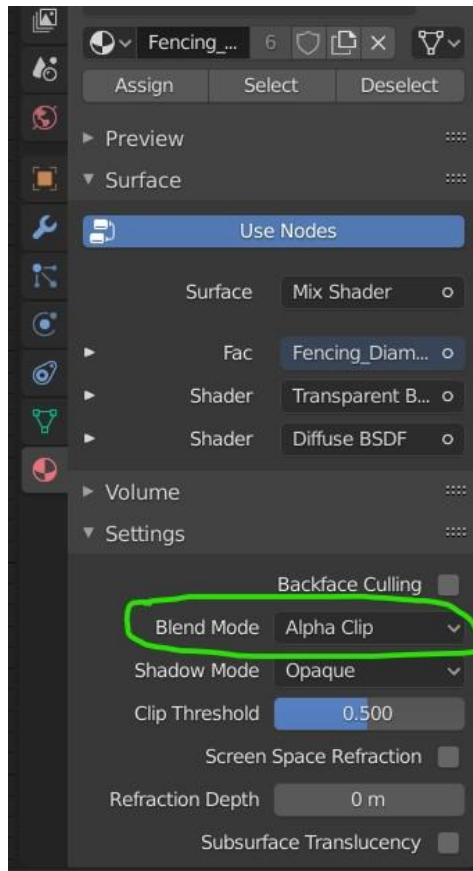 Fencing_... 6
Assign Select Deselect
Preview
Surface
Use Nodes
Surface Mix Shader
Fac Fencing_Diam...
Shader Transparent B...
Shader Diffuse BSDF
Volume
Settings
Backface Culling
Blend Mode Alpha Clip
Shadow Mode Opaque
Clip Threshold 0.500
Screen Space Refraction
Refraction Depth 0 m
Subsurface Translucency